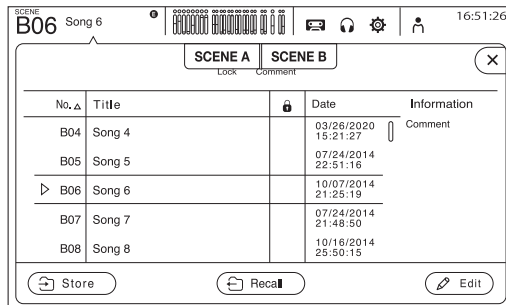 SCENE
B06 Song 6 E 16:51:26
SCENE A SCENE B
Lock Comment
No. Title Date Information
B04 Song 4 03/26/2020 15:21:27 Comment
B05 Song 5 07/24/2014 22:51:16
B06 Song 6 10/07/2014 21:25:19
B07 Song 7 07/24/2014 21:48:50
B08 Song 8 10/16/2014 25:50:15
Store Recall Edit